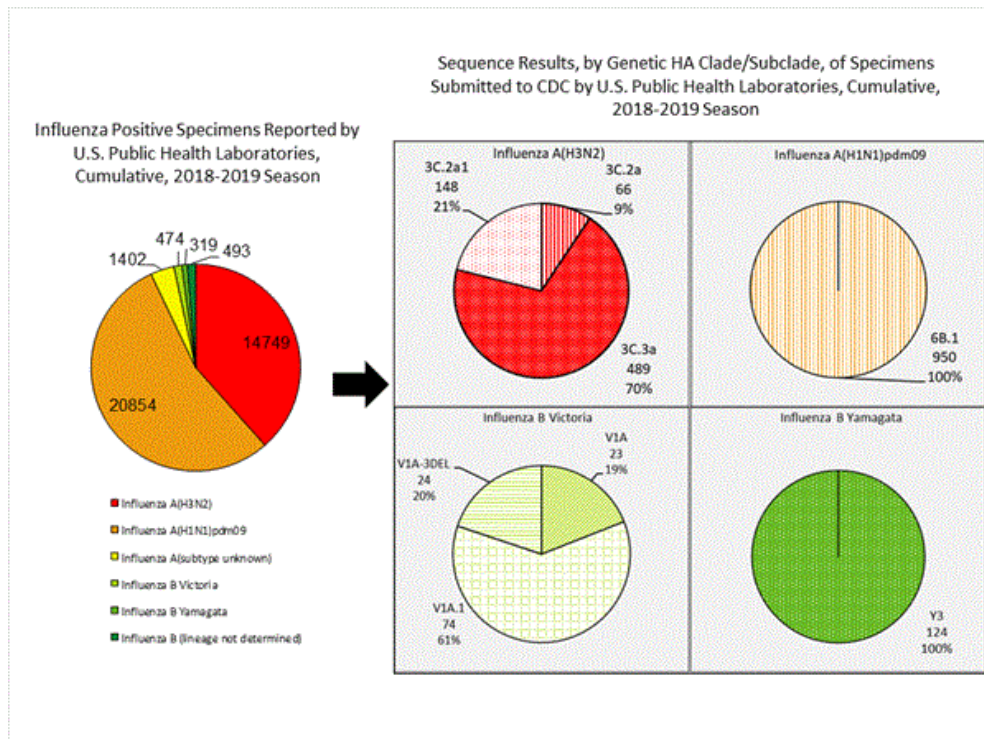 Influenza Positive Specimens Reported by
U.S. Public Health Laboratories,
Cumulative, 2018-2019 Season
474
319
493
1402
14749
20854
Influenza A(H3N2)
Influenza A(H1N1)pdm09
Influenza A(subtype unknown)
Influenza B Victoria
Influenza B Yamagata
Influenza B (lineage not determined)
Sequence Results, by Genetic HA Clade/Subclade, of Specimens
Submitted to CDC by U.S. Public Health Laboratories, Cumulative,
2018-2019 Season
Influenza A(H3N2)
3C.2a1
148
21%
3C.2a
66
9%
3C.3a
489
70%
Influenza A(H1N1)pdm09
6B.1
950
100%
Influenza B Victoria
V1A-3DEL
24
20%
V1A
23
19%
V1A.1
74
61%
Influenza B Yamagata
Y3
124
100%